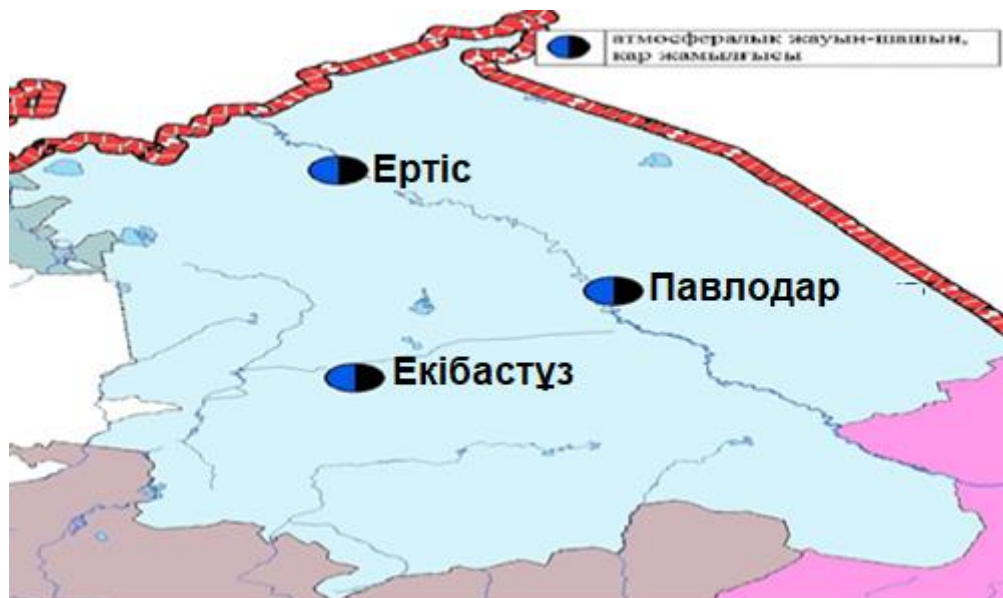 атмосфералық жауын-шашын,
қар жамылғысы
Ертіс
Павлодар
Екібастұз